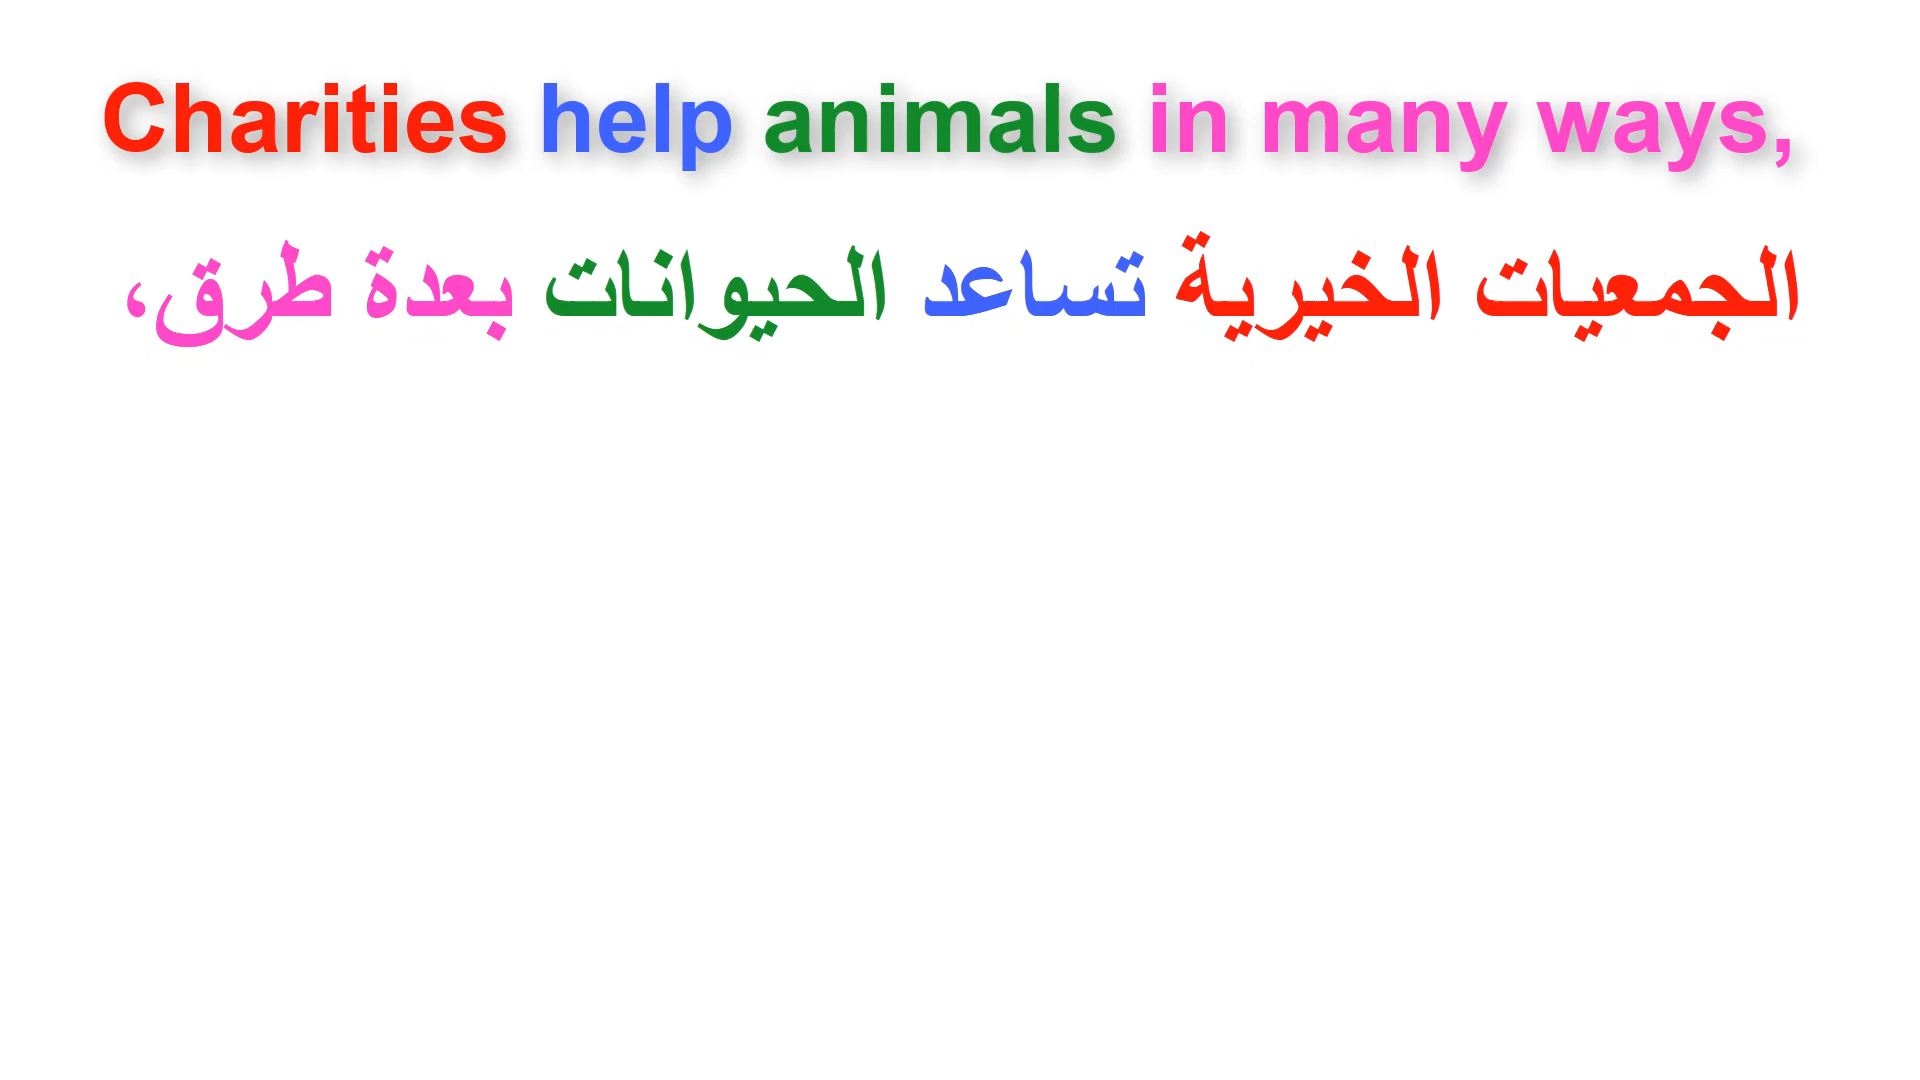 Charities help animals in many ways,
الجمعيات الخيرية تساعد الحيوانات بعدة طرق،